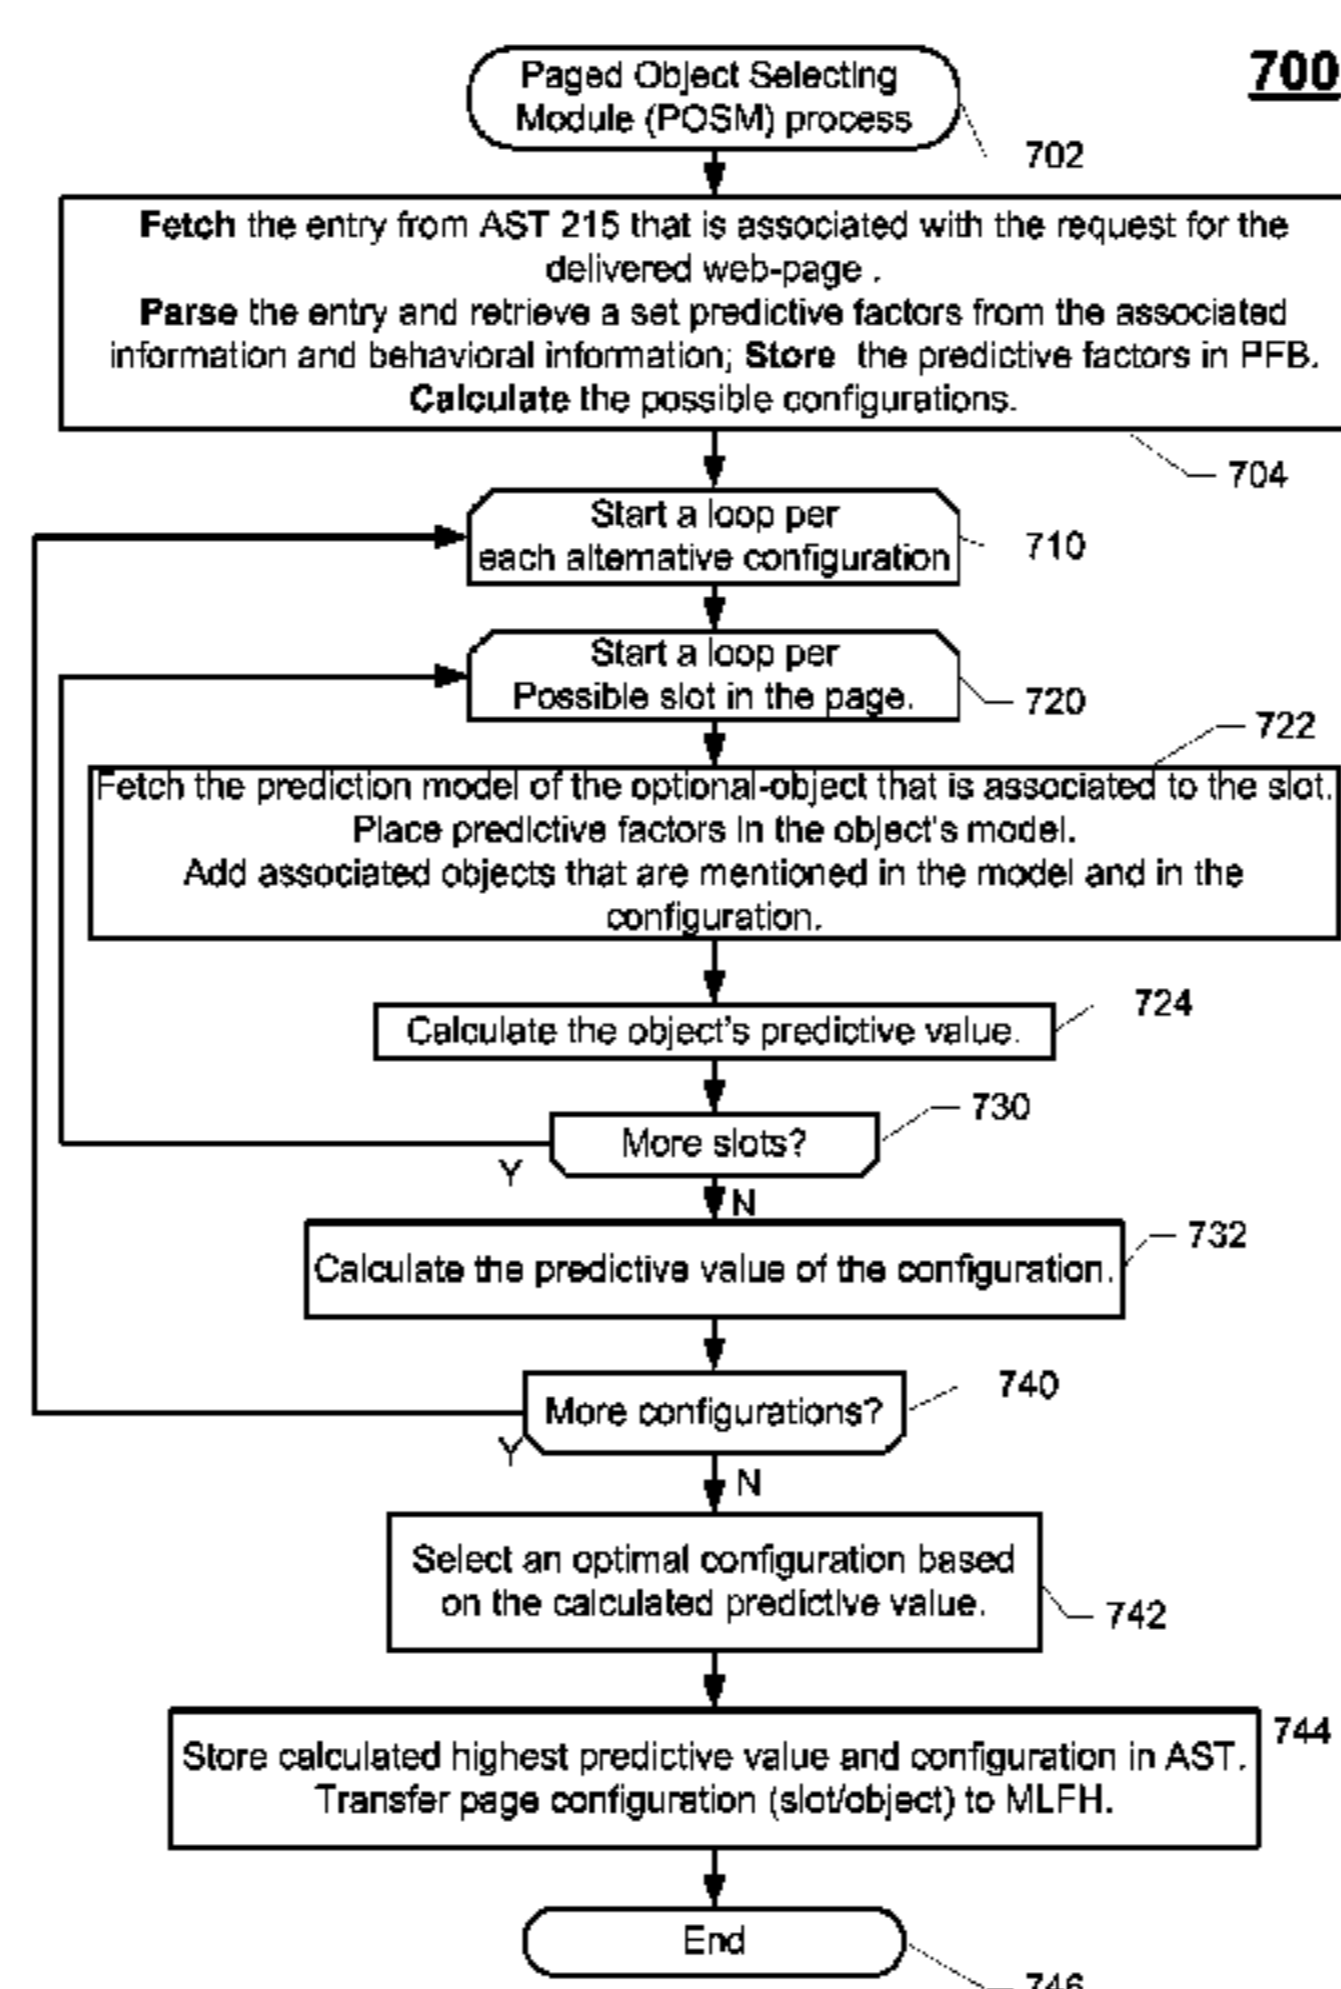 700
Paged Object Selecting
Module (POSM) process
702
Fetch the entry from AST 215 that is associated with the request for the
delivered web-page .
Parse the entry and retrieve a set predictive factors from the associated
information and behavioral information; Store the predictive factors in PFB.
Calculate the possible configurations.
704
Start a loop per
each alternative configuration
710
Start a loop per
Possible slot in the page.
720
722
Fetch the prediction model of the optional-object that is associated to the slot.
Place predictive factors in the object's model.
Add associated objects that are mentioned in the model and in the
configuration.
724
Calculate the object's predictive value.
730
More slots?
Y
N
732
Calculate the predictive value of the configuration.
740
More configurations?
Y
N
Select an optimal configuration based
on the calculated predictive value.
742
744
Store calculated highest predictive value and configuration in AST.
Transfer page configuration (slot/object) to MLFH.
End
746